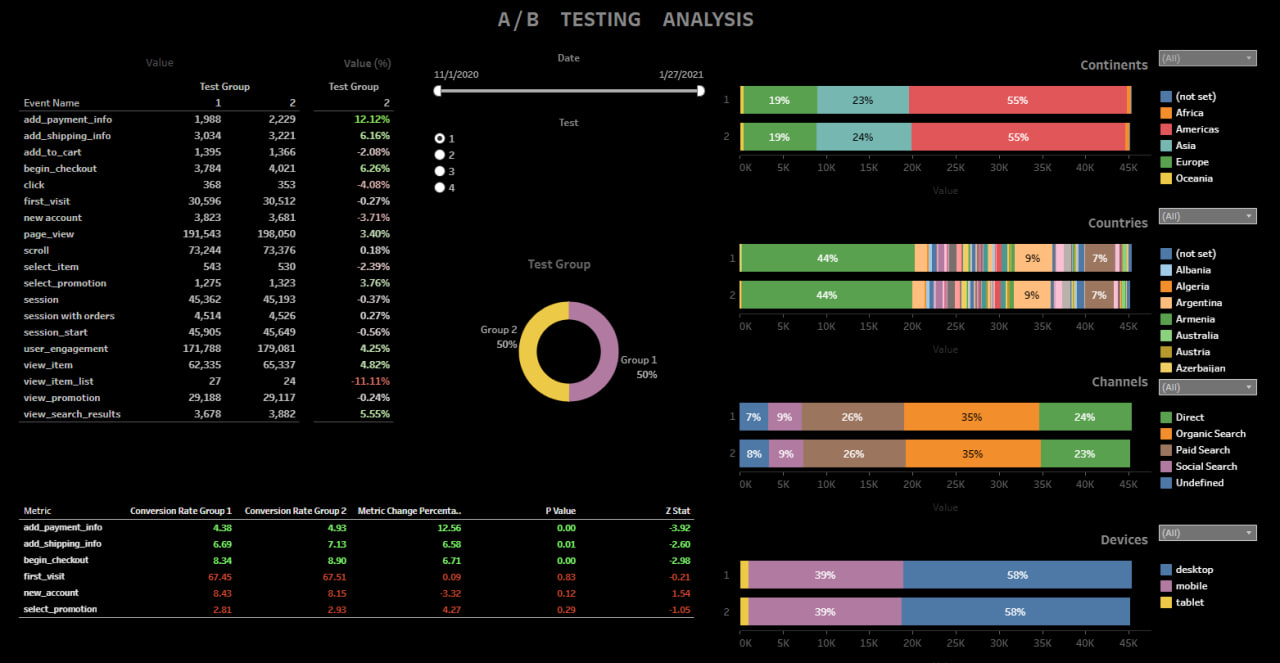 A/B TESTING ANALYSIS
Value Value (%)
Test Group Test Group
Event Name 1 2 2
add_payment_info 1,988 2,229 12.12%
add_shipping_info 3,034 3,221 6.16%
add_to_cart 1,395 1,366 -2.08%
begin_checkout 3,784 4,021 6.26%
click 368 353 -4.08%
first_visit 30,596 30,512 -0.27%
new account 3,823 3,681 -3.71%
page_view 191,543 198,050 3.40%
scroll 73,244 73,376 0.18%
select_item 543 530 -2.39%
select_promotion 1,275 1,323 3.76%
session 45,362 45,193 -0.37%
session with orders 4,514 4,526 0.27%
session_start 45,905 45,649 -0.56%
user_engagement 171,788 179,081 4.25%
view_item 62,335 65,337 4.82%
view_item_list 27 24 -11.11%
view_promotion 29,188 29,117 -0.24%
view_search_results 3,678 3,882 5.55%
Date
11/1/2020 1/27/2021
Test
1
2
3
4
Test Group
Group 2
50%
Group 1
50%
Metric Conversion Rate Group 1 Conversion Rate Group 2 Metric Change Percenta.. P Value Z Stat
add_payment_info 4.38 4.93 12.56 0.00 -3.92
add_shipping_info 6.69 7.13 6.58 0.01 -2.60
begin_checkout 8.34 8.90 6.71 0.00 -2.98
first_visit 67.45 67.51 0.09 0.83 -0.21
new_account 8.43 8.15 -3.32 0.12 1.54
select_promotion 2.81 2.93 4.27 0.29 -1.05
Continents
(All)
1 19% 23% 55%
2 19% 24% 55%
0K 5K 10K 15K 20K 25K 30K 35K 40K 45K
Value
(not set)
Africa
Americas
Asia
Europe
Oceania
Countries
(All)
1 44% 9% 7%
2 44% 9% 7%
0K 5K 10K 15K 20K 25K 30K 35K 40K 45K
Value
(not set)
Albania
Algeria
Argentina
Armenia
Australia
Austria
Azerbaijan
Channels
(All)
1 7% 9% 26% 35% 24%
2 8% 9% 26% 35% 23%
0K 5K 10K 15K 20K 25K 30K 35K 40K 45K
Value
Direct
Organic Search
Paid Search
Social Search
Undefined
Devices
(All)
1 39% 58%
2 39% 58%
0K 5K 10K 15K 20K 25K 30K 35K 40K 45K
desktop
mobile
tablet